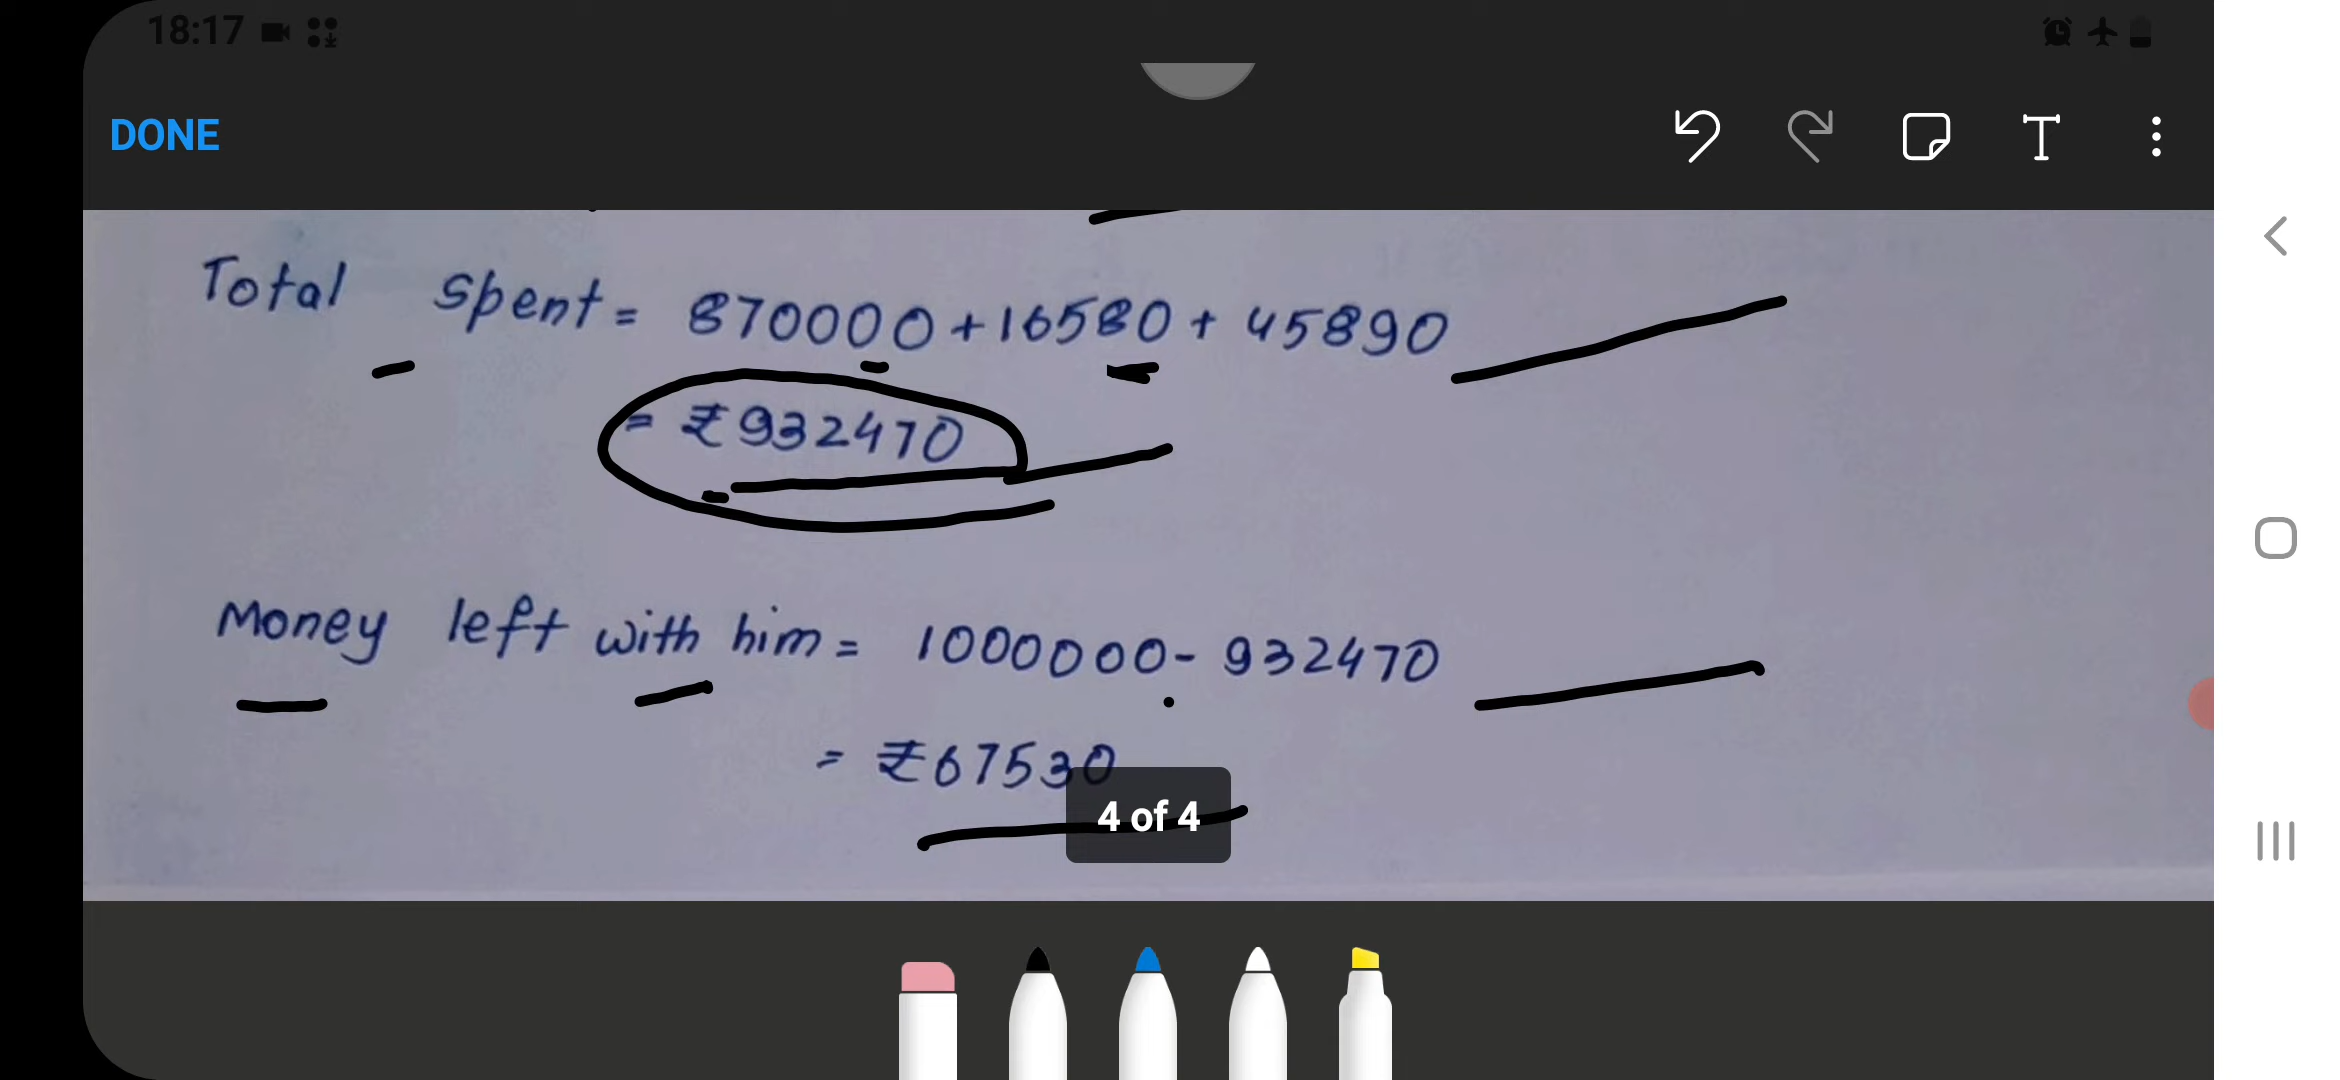 18:17
DONE
Total Spent = 870000 + 16580 + 45890
= ₹932470
Money left with him = 1000000 - 932470
= ₹67530
4 of 4